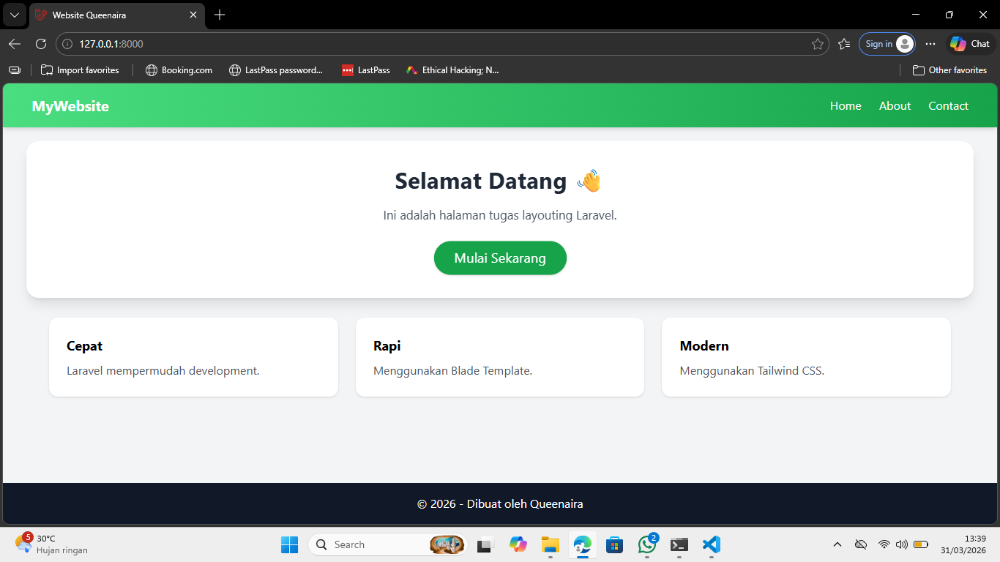 Website Queenaira
127.0.0.1:8000
Sign in
Chat
Import favorites
Booking.com
LastPass password...
LastPass
Ethical Hacking; N...
Other favorites
MyWebsite
Home About Contact
Selamat Datang 👋
Ini adalah halaman tugas layouting Laravel.
Mulai Sekarang
Cepat
Laravel mempermudah development.
Rapi
Menggunakan Blade Template.
Modern
Menggunakan Tailwind CSS.
© 2026 - Dibuat oleh Queenaira
5
30°C
Hujan ringan
Search
2
13:39
31/03/2026